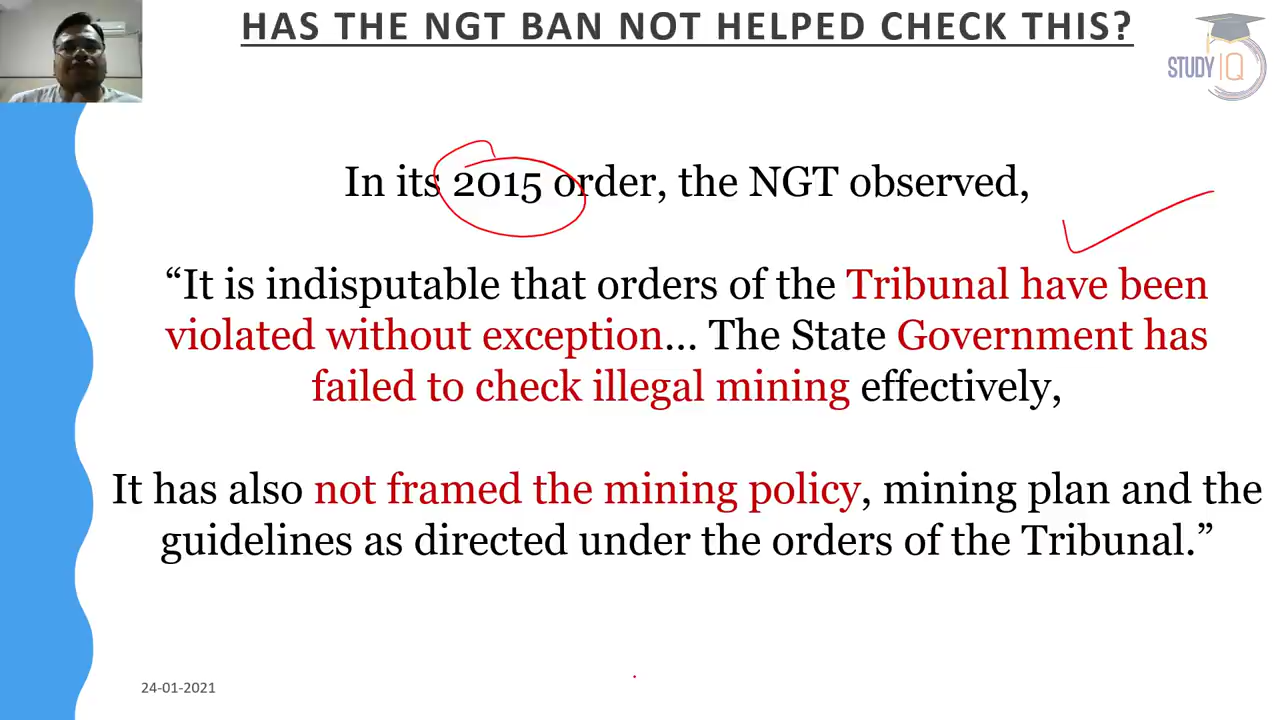 HAS THE NGT BAN NOT HELPED CHECK THIS?
STUDY IQ
In its 2015 order, the NGT observed,
“It is indisputable that orders of the Tribunal have been
violated without exception... The State Government has
failed to check illegal mining effectively,
It has also not framed the mining policy, mining plan and the
guidelines as directed under the orders of the Tribunal.”
24-01-2021